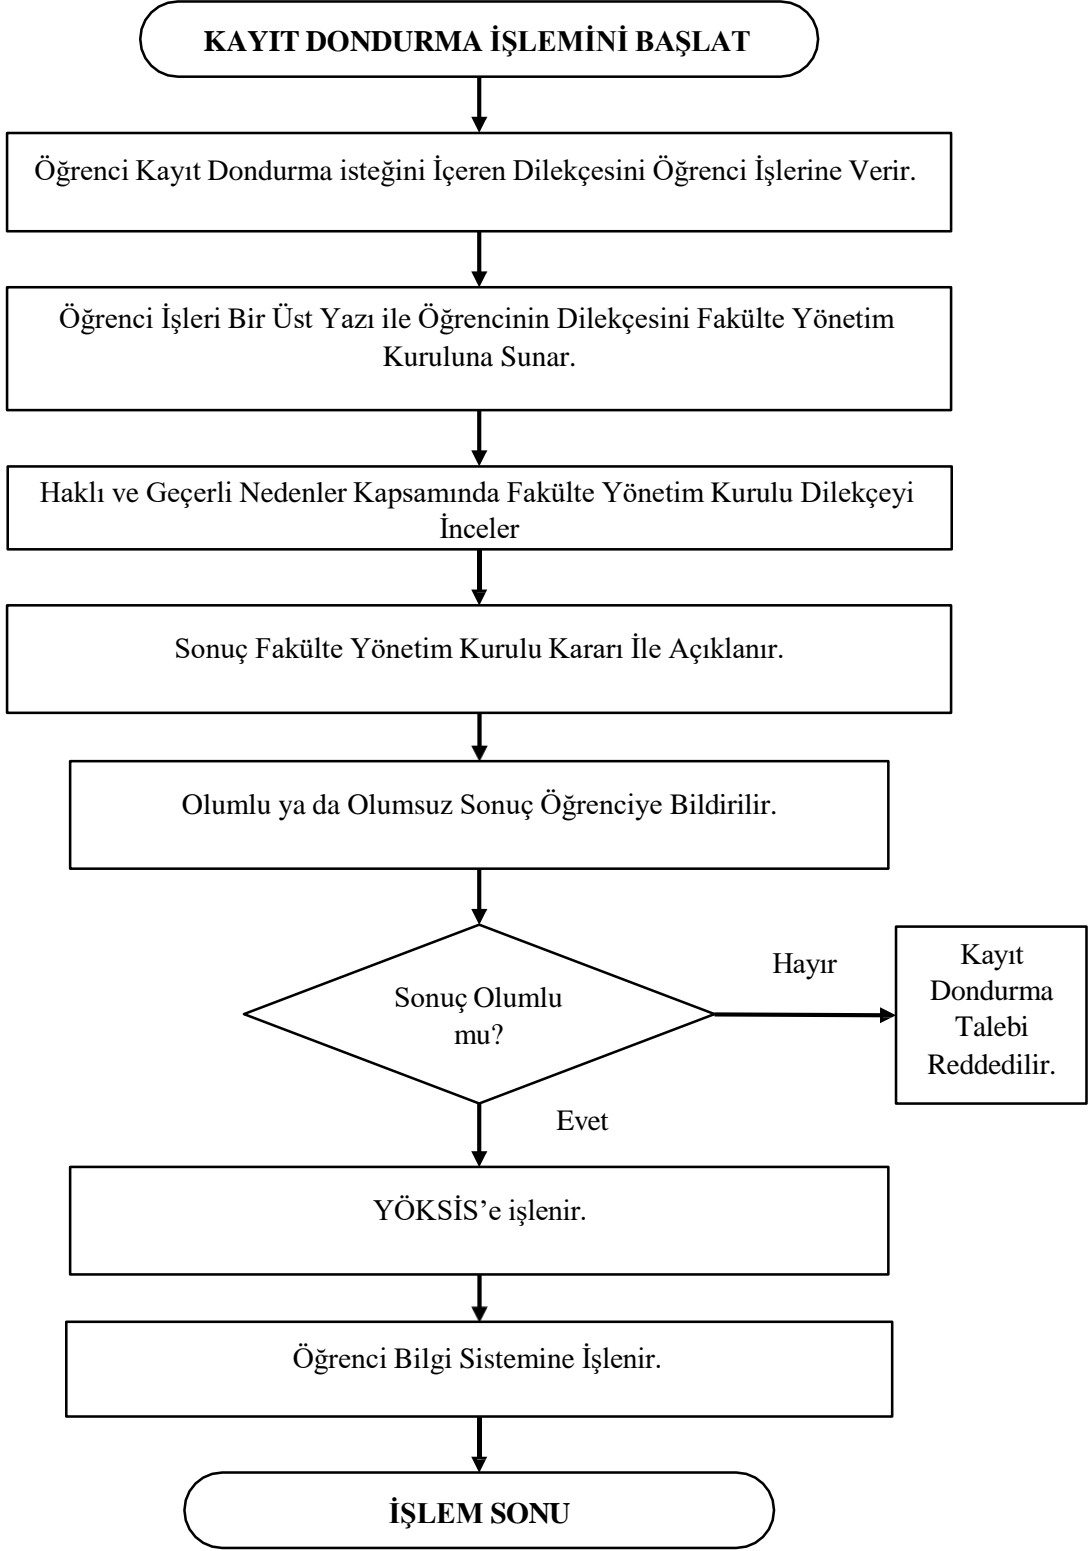 KAYIT DONDURMA İŞLEMİNİ BAŞLAT
Öğrenci Kayıt Dondurma isteğini İçeren Dilekçesini Öğrenci İşlerine Verir.
Öğrenci İşleri Bir Üst Yazı ile Öğrencinin Dilekçesini Fakülte Yönetim
Kuruluna Sunar.
Haklı ve Geçerli Nedenler Kapsamında Fakülte Yönetim Kurulu Dilekçeyi
İnceler
Sonuç Fakülte Yönetim Kurulu Kararı İle Açıklanır.
Olumlu ya da Olumsuz Sonuç Öğrenciye Bildirilir.
Sonuç Olumlu
mu?
Hayır
Kayıt
Dondurma
Talebi
Reddedilir.
Evet
YÖKSİS’e işlenir.
Öğrenci Bilgi Sistemine İşlenir.
İŞLEM SONU